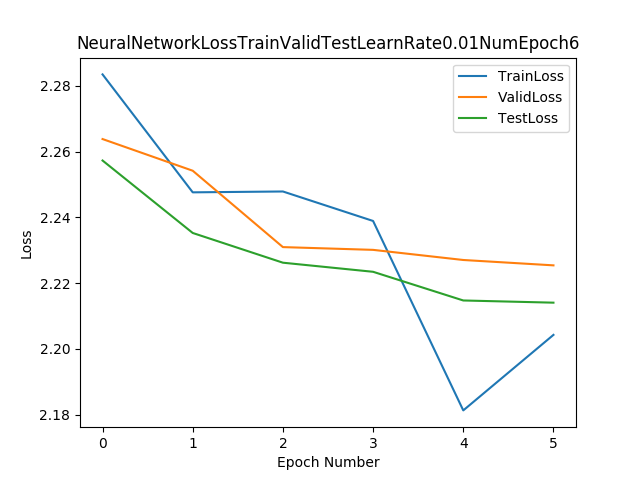 NeuralNetworkLossTrainValidTestLearnRate0.01NumEpoch6
TrainLoss
ValidLoss
TestLoss
2.28
2.26
2.24
2.22
2.20
2.18
Loss
0 1 2 3 4 5
Epoch Number